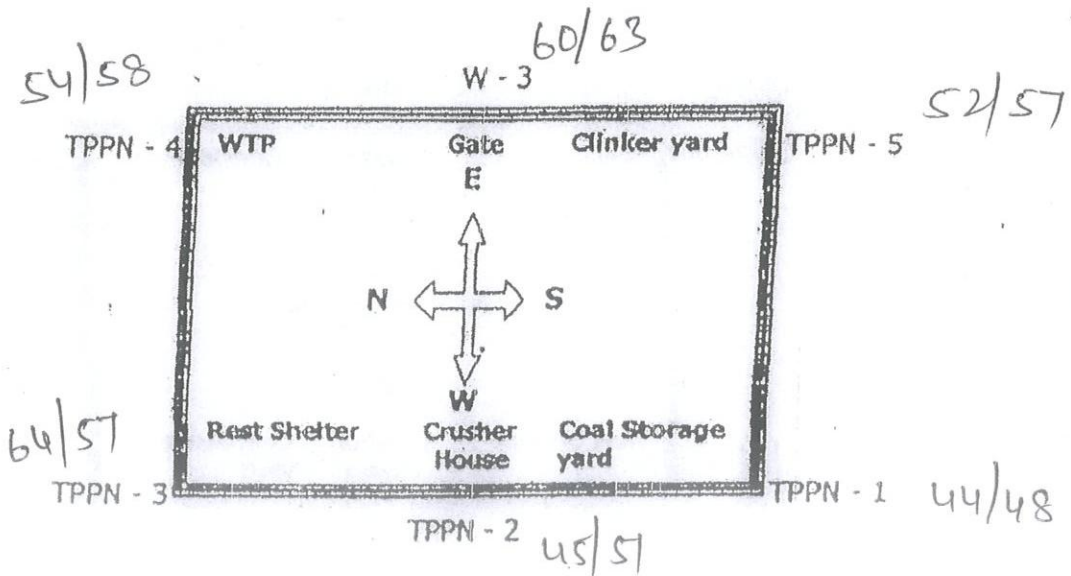 60/63
54/58
W - 3
52/57
TPPN - 4
WTP
Gate
Clinker yard
TPPN - 5
E
N
S
W
64/57
Rest Shelter
Crusher
House
Coal Storage
yard
TPPN - 3
TPPN - 1
44/48
TPPN - 2
45/51